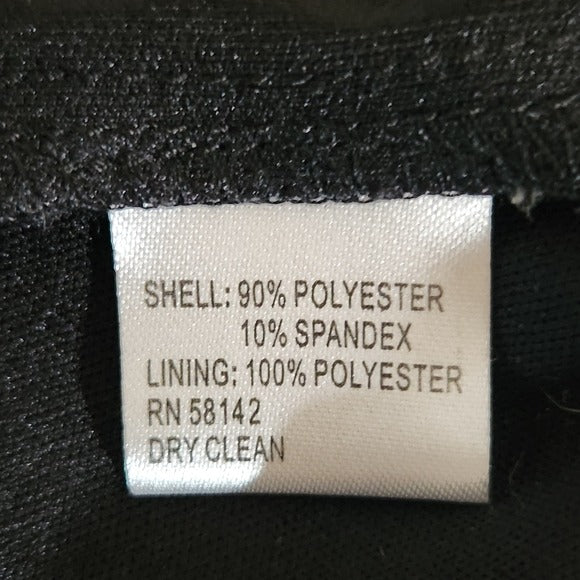 SHELL: 90% POLYESTER
10% SPANDEX
LINING: 100% POLYESTER
RN 58142
DRY CLEAN